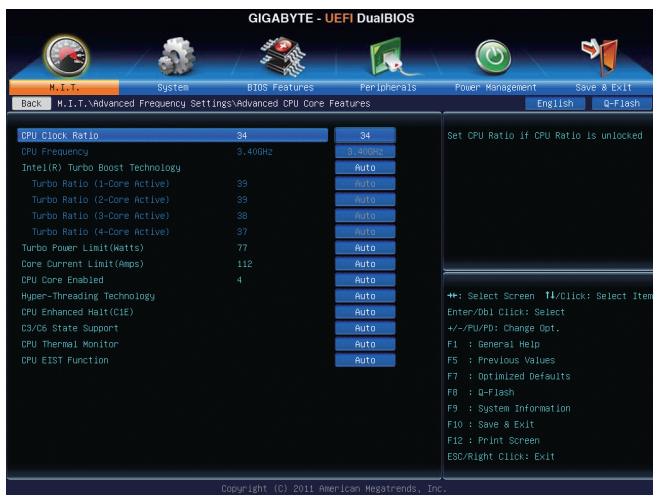 GIGABYTE - UEFI DualBIOS
M.I.T. System BIOS Features Peripherals Power Management Save & Exit
Back M.I.T.\Advanced Frequency Settings\Advanced CPU Core Features English Q-Flash
CPU Clock Ratio 34 34
CPU Frequency 3.40GHz 3.40GHz
Intel(R) Turbo Boost Technology Auto
Turbo Ratio (1-Core Active) 39 Auto
Turbo Ratio (2-Core Active) 39 Auto
Turbo Ratio (3-Core Active) 38 Auto
Turbo Ratio (4-Core Active) 37 Auto
Turbo Power Limit(Watts) 77 Auto
Core Current Limit(Amps) 112 Auto
CPU Core Enabled 4 Auto
Hyper-Threading Technology Auto
CPU Enhanced Halt(C1E) Auto
C3/C6 State Support Auto
CPU Thermal Monitor Auto
CPU EIST Function Auto
Set CPU Ratio if CPU Ratio is unlocked
→←: Select Screen ↑↓/Click: Select Item
Enter/Dbl Click: Select
+/-/PU/PD: Change Opt.
F1 : General Help
F5 : Previous Values
F7 : Optimized Defaults
F8 : Q-Flash
F9 : System Information
F10 : Save & Exit
F12 : Print Screen
ESC/Right Click: Exit
Copyright (C) 2011 American Megatrends, Inc.